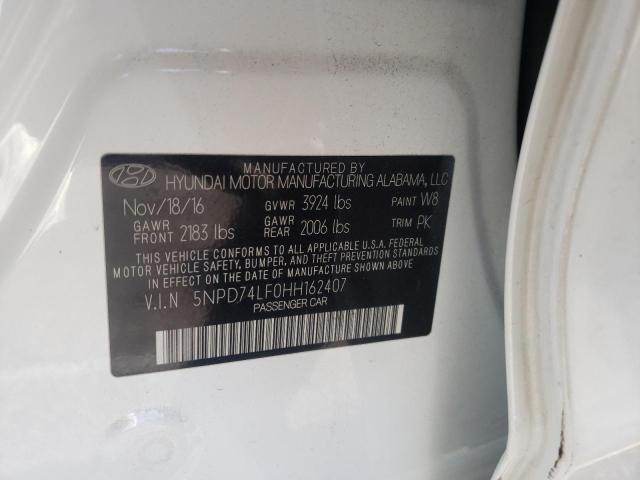 MANUFACTURED BY
HYUNDAI MOTOR MANUFACTURING ALABAMA, LLC
Nov/18/16 GVWR 3924 lbs PAINT W8
GAWR FRONT 2183 lbs GAWR REAR 2006 lbs TRIM PK
THIS VEHICLE CONFORMS TO ALL APPLICABLE U.S.A. FEDERAL
MOTOR VEHICLE SAFETY, BUMPER, AND THEFT PREVENTION STANDARDS
IN EFFECT ON THE DATE OF MANUFACTURE SHOWN ABOVE.
V.I.N 5NPD74LF0HH162407
PASSENGER CAR